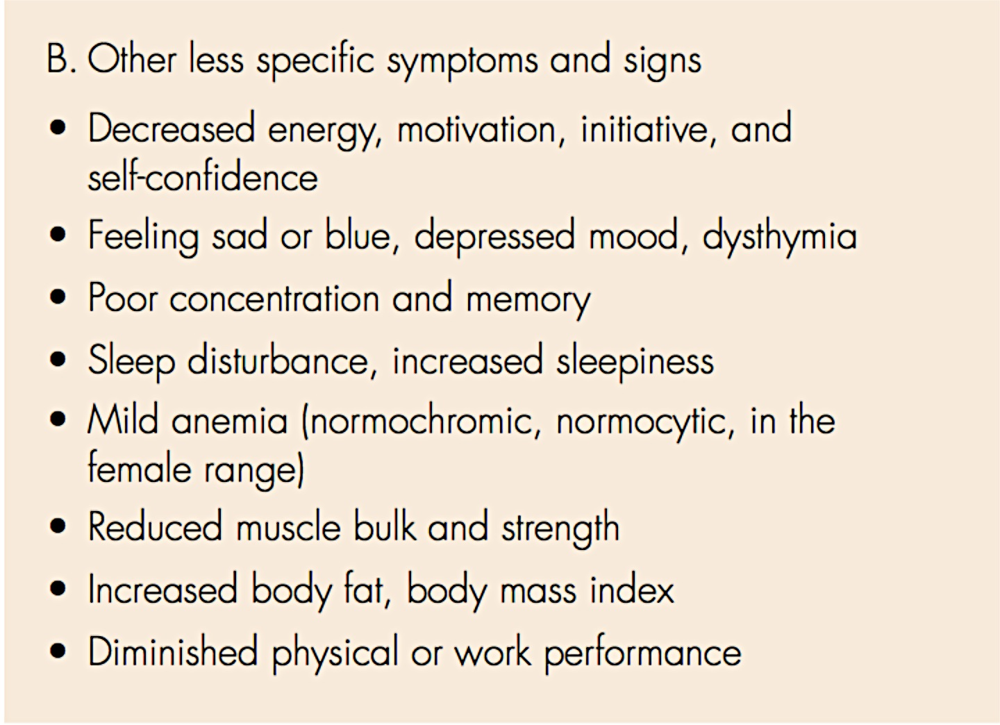 B. Other less specific symptoms and signs
• Decreased energy, motivation, initiative, and
self-confidence
• Feeling sad or blue, depressed mood, dysthymia
• Poor concentration and memory
• Sleep disturbance, increased sleepiness
• Mild anemia (normochromic, normocytic, in the
female range)
• Reduced muscle bulk and strength
• Increased body fat, body mass index
• Diminished physical or work performance